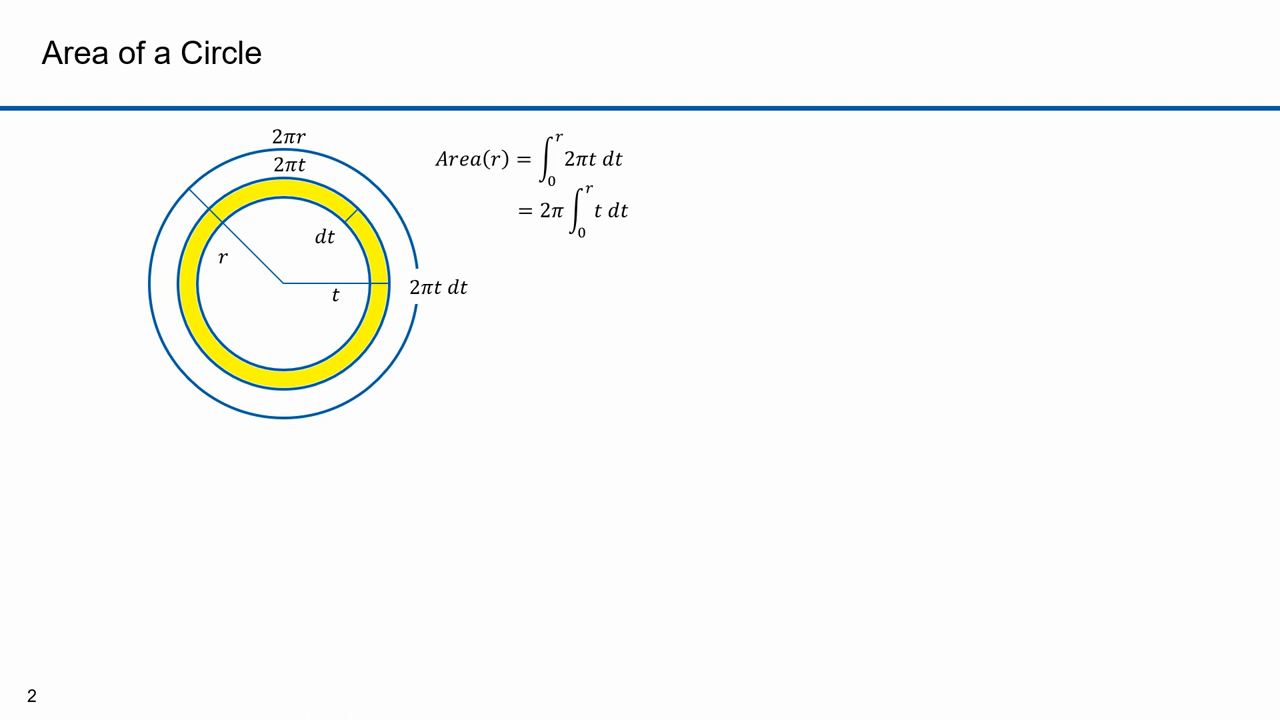 Area of a Circle
2πr
2πt
dt
r
t
2πt dt
Area(r) = ∫₀ʳ 2πt dt
= 2π ∫₀ʳ t dt
2